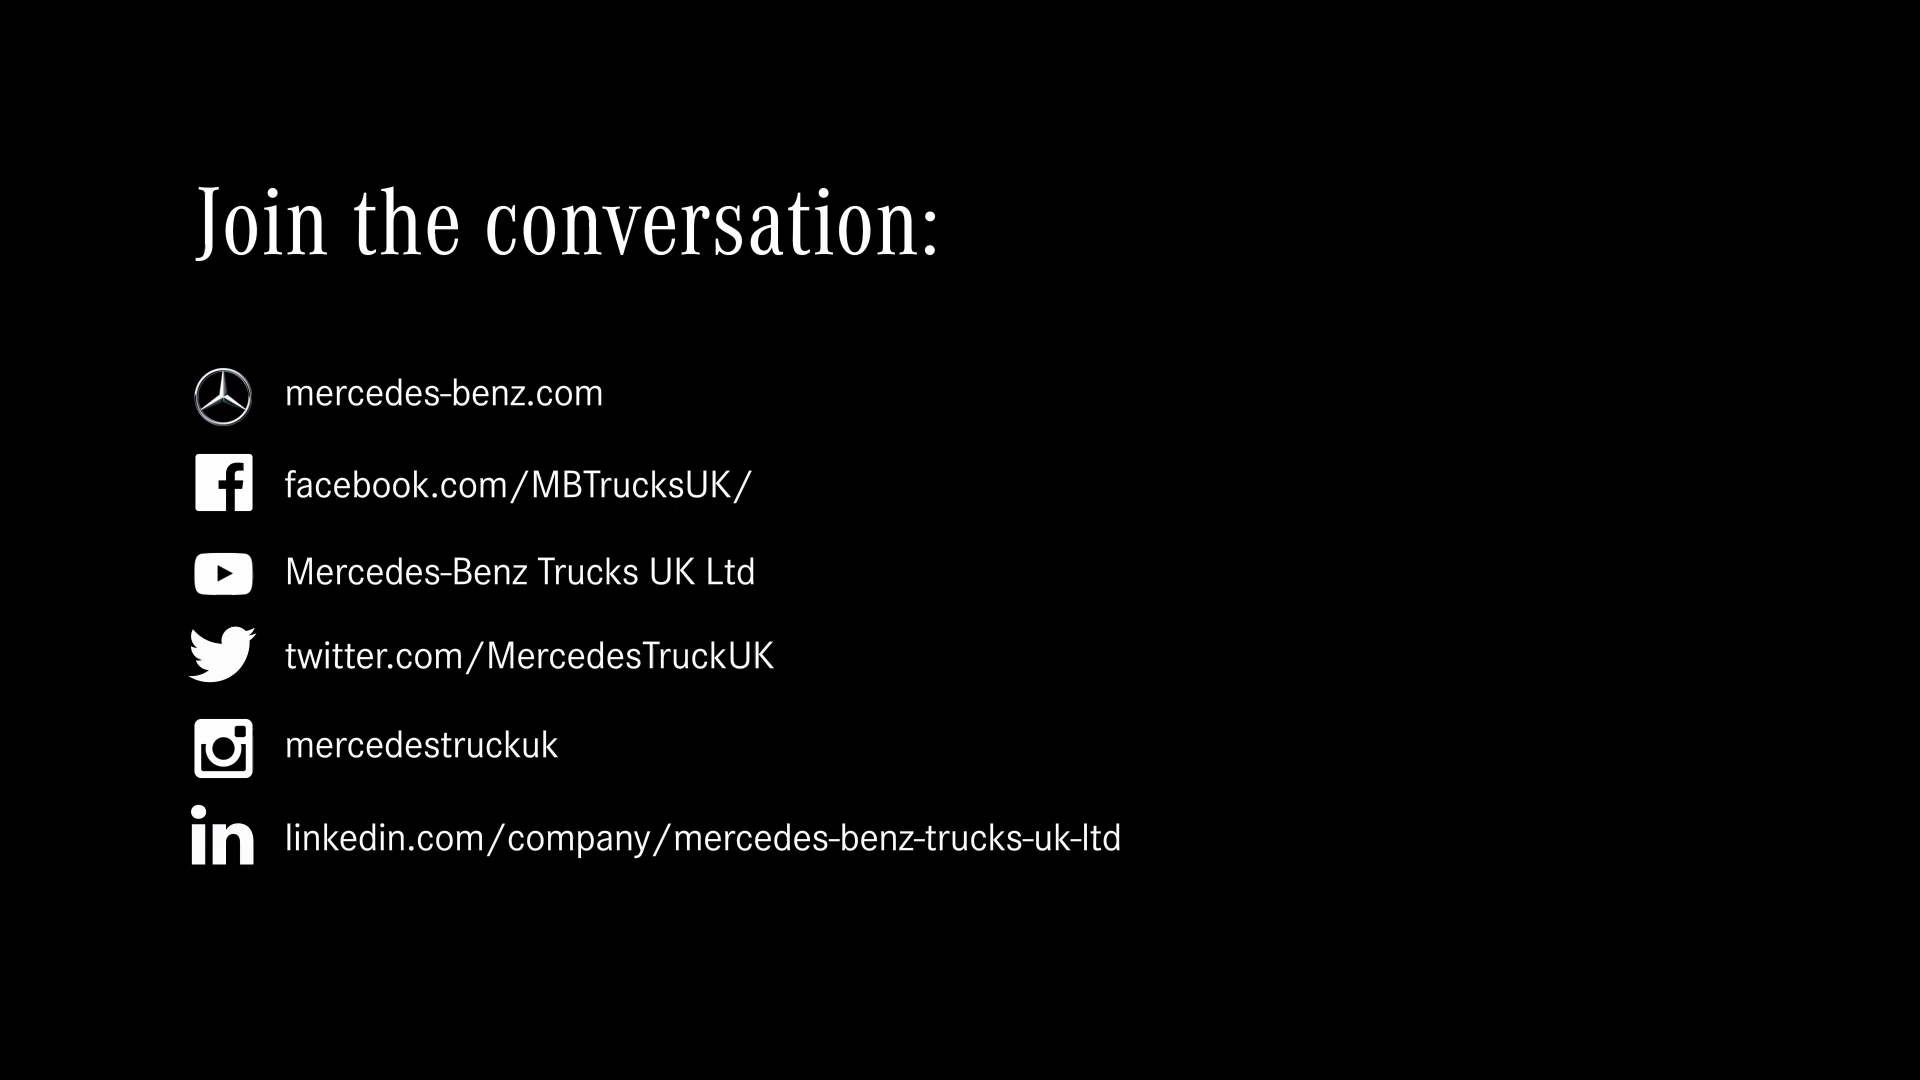 Join the conversation:
mercedes-benz.com
facebook.com/MBTrucksUK/
Mercedes-Benz Trucks UK Ltd
twitter.com/MercedesTruckUK
mercedestruckuk
linkedin.com/company/mercedes-benz-trucks-uk-ltd